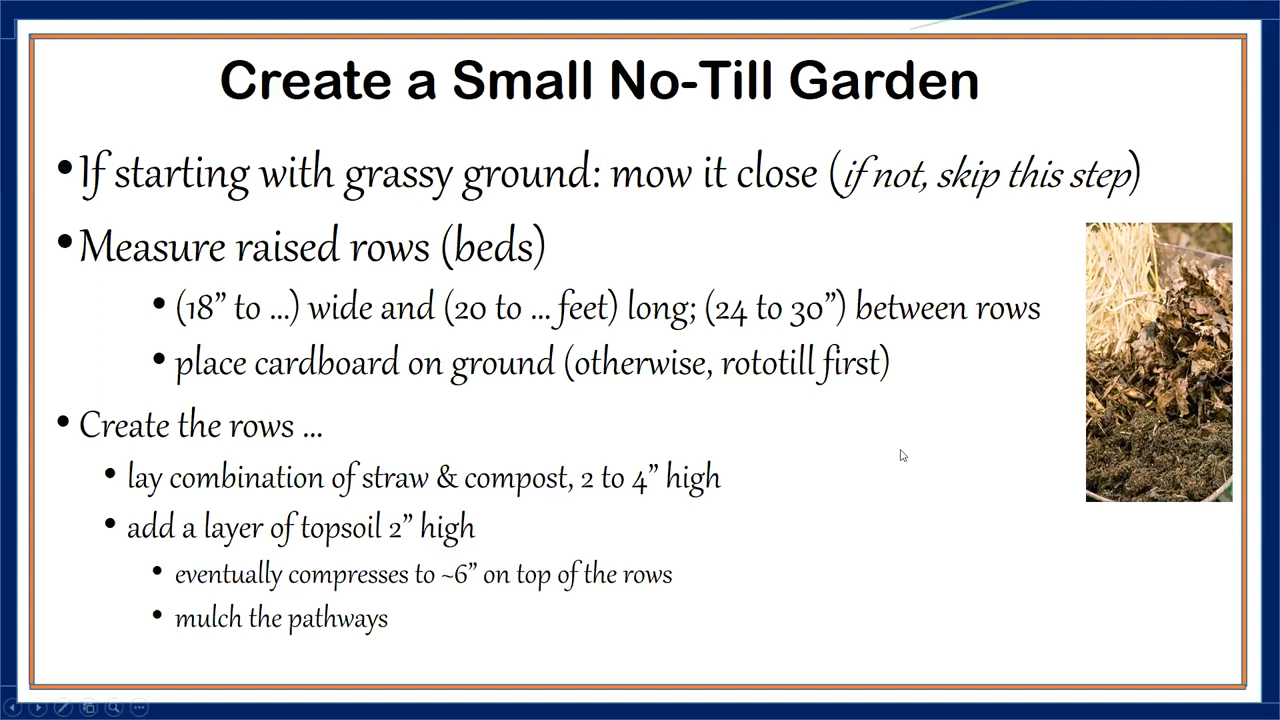 Create a Small No-Till Garden
•If starting with grassy ground: mow it close (if not, skip this step)
•Measure raised rows (beds)
• (18” to ...) wide and (20 to ... feet) long; (24 to 30”) between rows
• place cardboard on ground (otherwise, rototill first)
• Create the rows ...
• lay combination of straw & compost, 2 to 4” high
• add a layer of topsoil 2” high
• eventually compresses to ~6” on top of the rows
• mulch the pathways